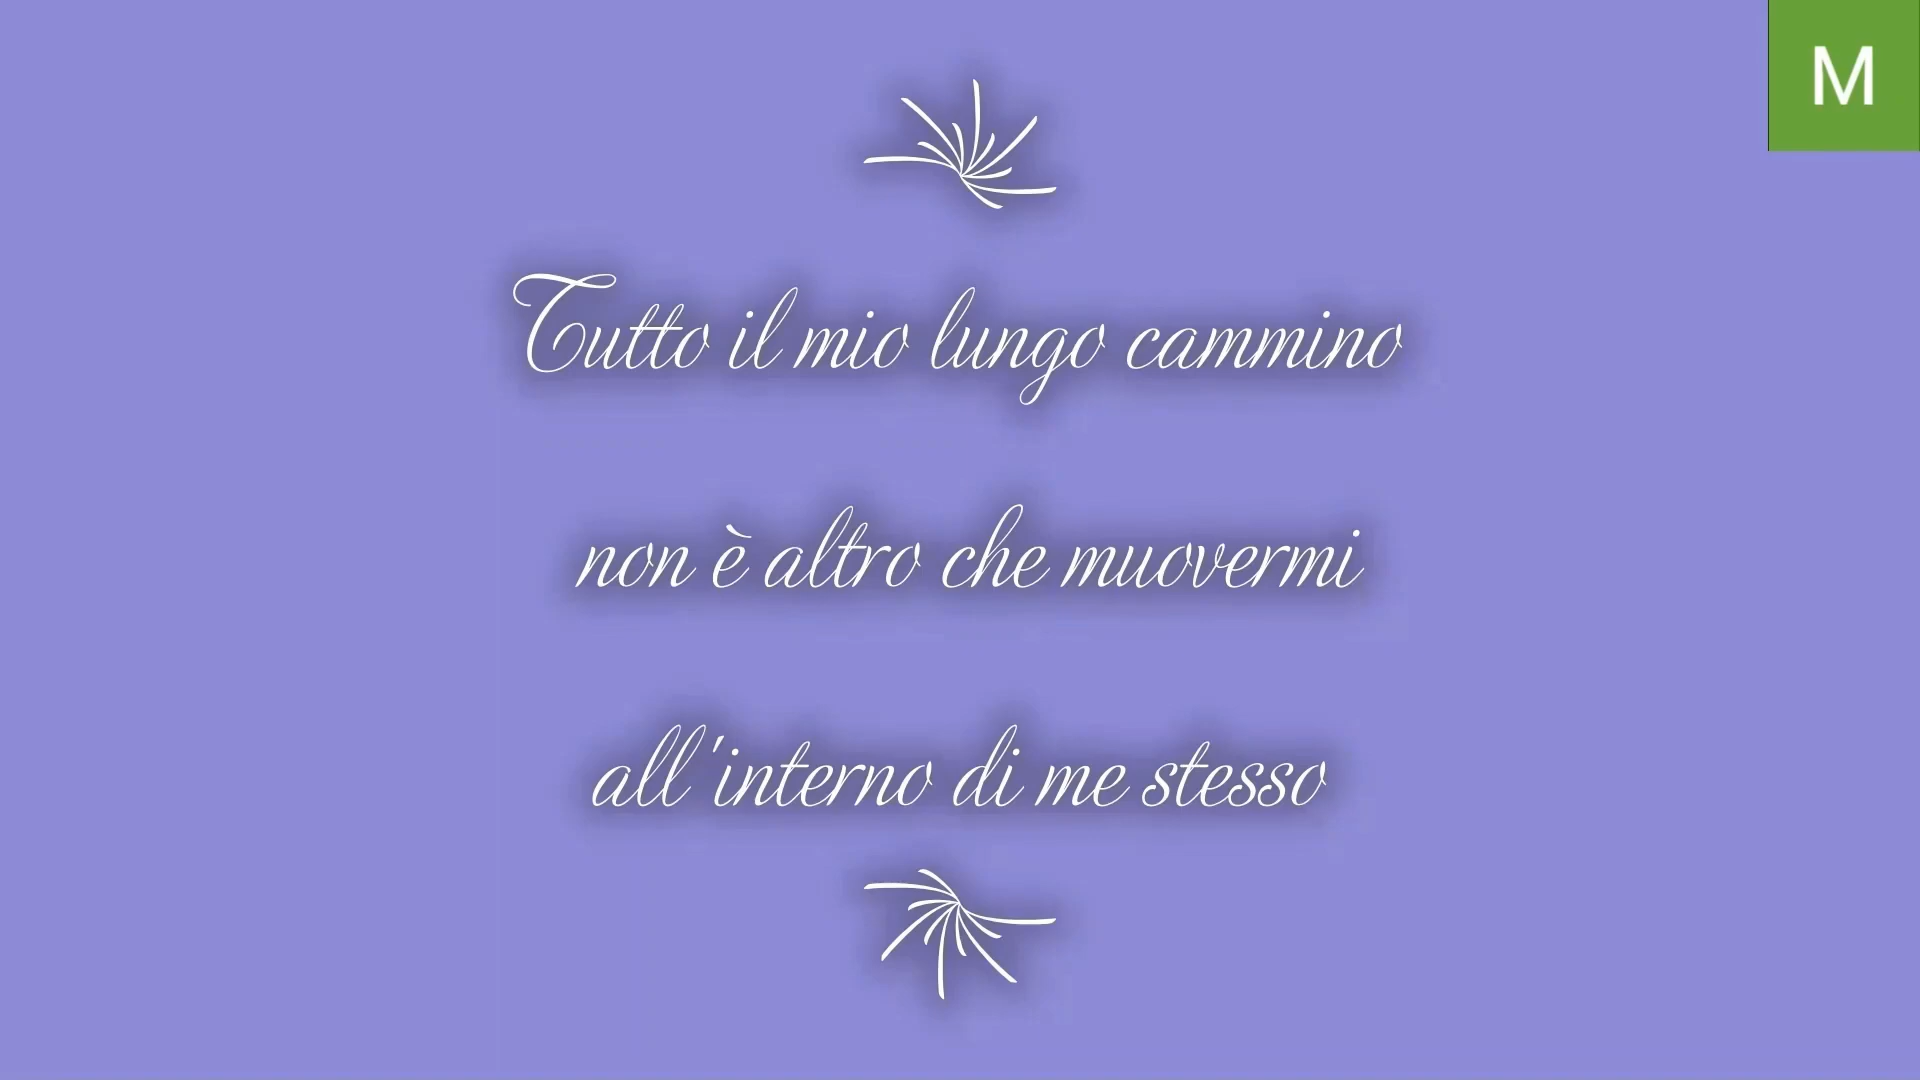 M
Tutto il mio lungo cammino
non è altro che muovermi
all'interno di me stesso